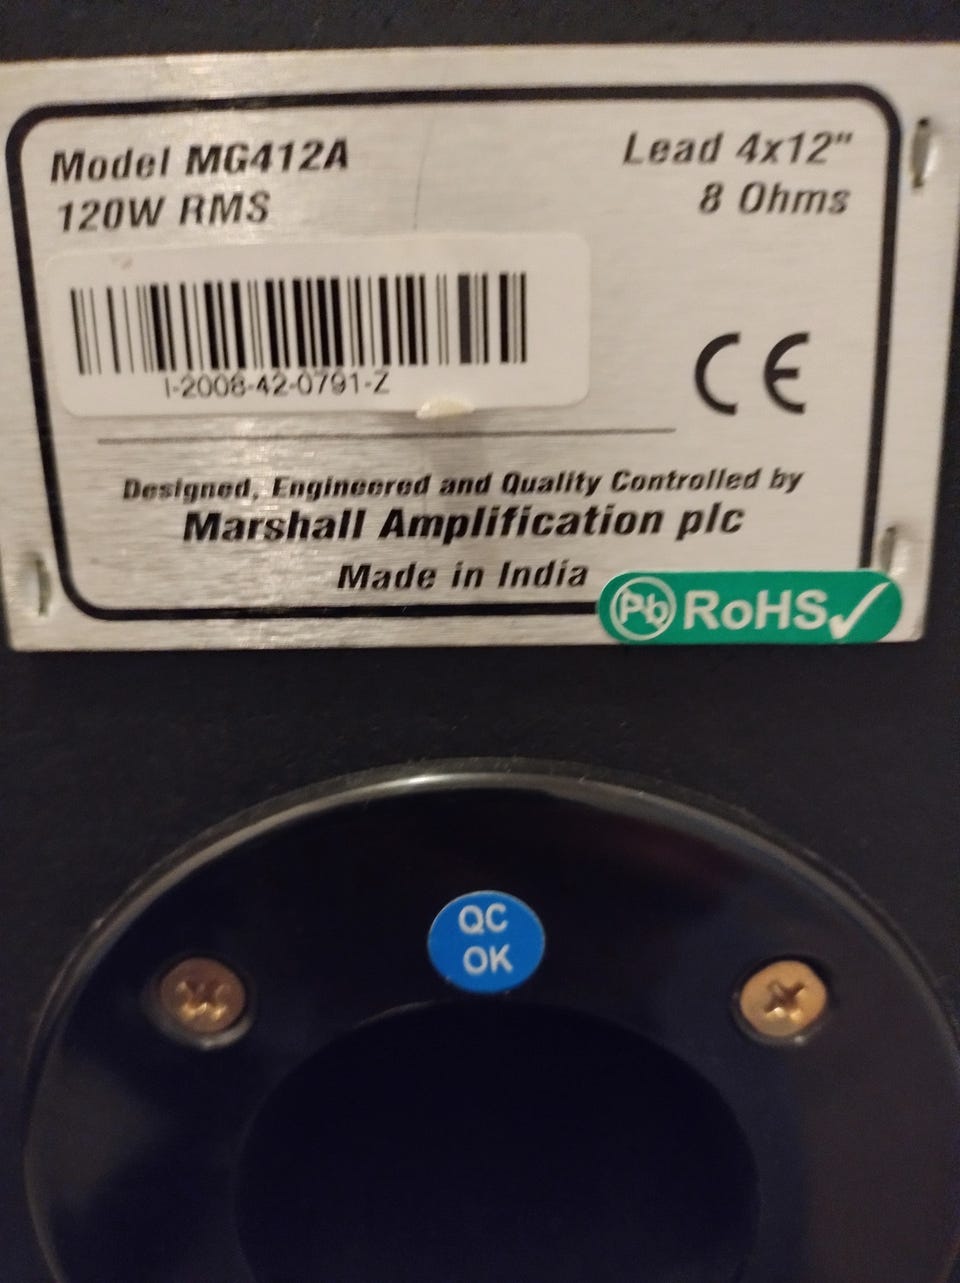 Model MG412A
120W RMS
Lead 4x12"
8 Ohms
I-2008-42-0791-Z
CE
Designed, Engineered and Quality Controlled by
Marshall Amplification plc
Made in India
Pb RoHS✓
QC
OK